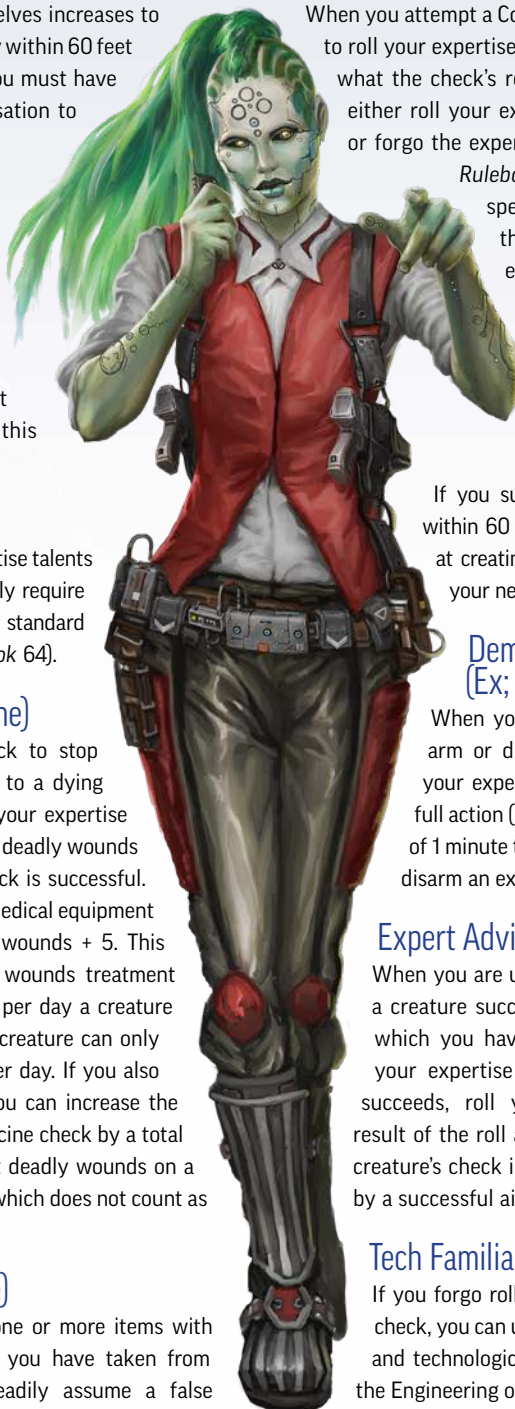 elves increases to
within 60 feet
ou must have
sation to
t
this
tise talents
ly require
standard
ok 64).
ne)
ck to stop
to a dying
your expertise
deadly wounds
ck is successful.
edical equipment
wounds + 5. This
wounds treatment
per day a creature
creature can only
er day. If you also
ou can increase the
cine check by a total
t deadly wounds on a
which does not count as
)
one or more items with
you have taken from
eadily assume a false
When you attempt a Co
to roll your expertise
what the check's re
either roll your ex
or forgo the exper
Ruleb
spe
th
e
If you su
within 60
at creatin
your ne
Dem
(Ex;
When yo
arm or d
your expe
full action (
of 1 minute t
disarm an ex
Expert Advi
When you are u
a creature succ
which you hav
your expertise
succeeds, roll y
result of the roll a
creature's check i
by a successful ai
Tech Familia
If you forgo roll
check, you can u
and technologic
the Engineering o